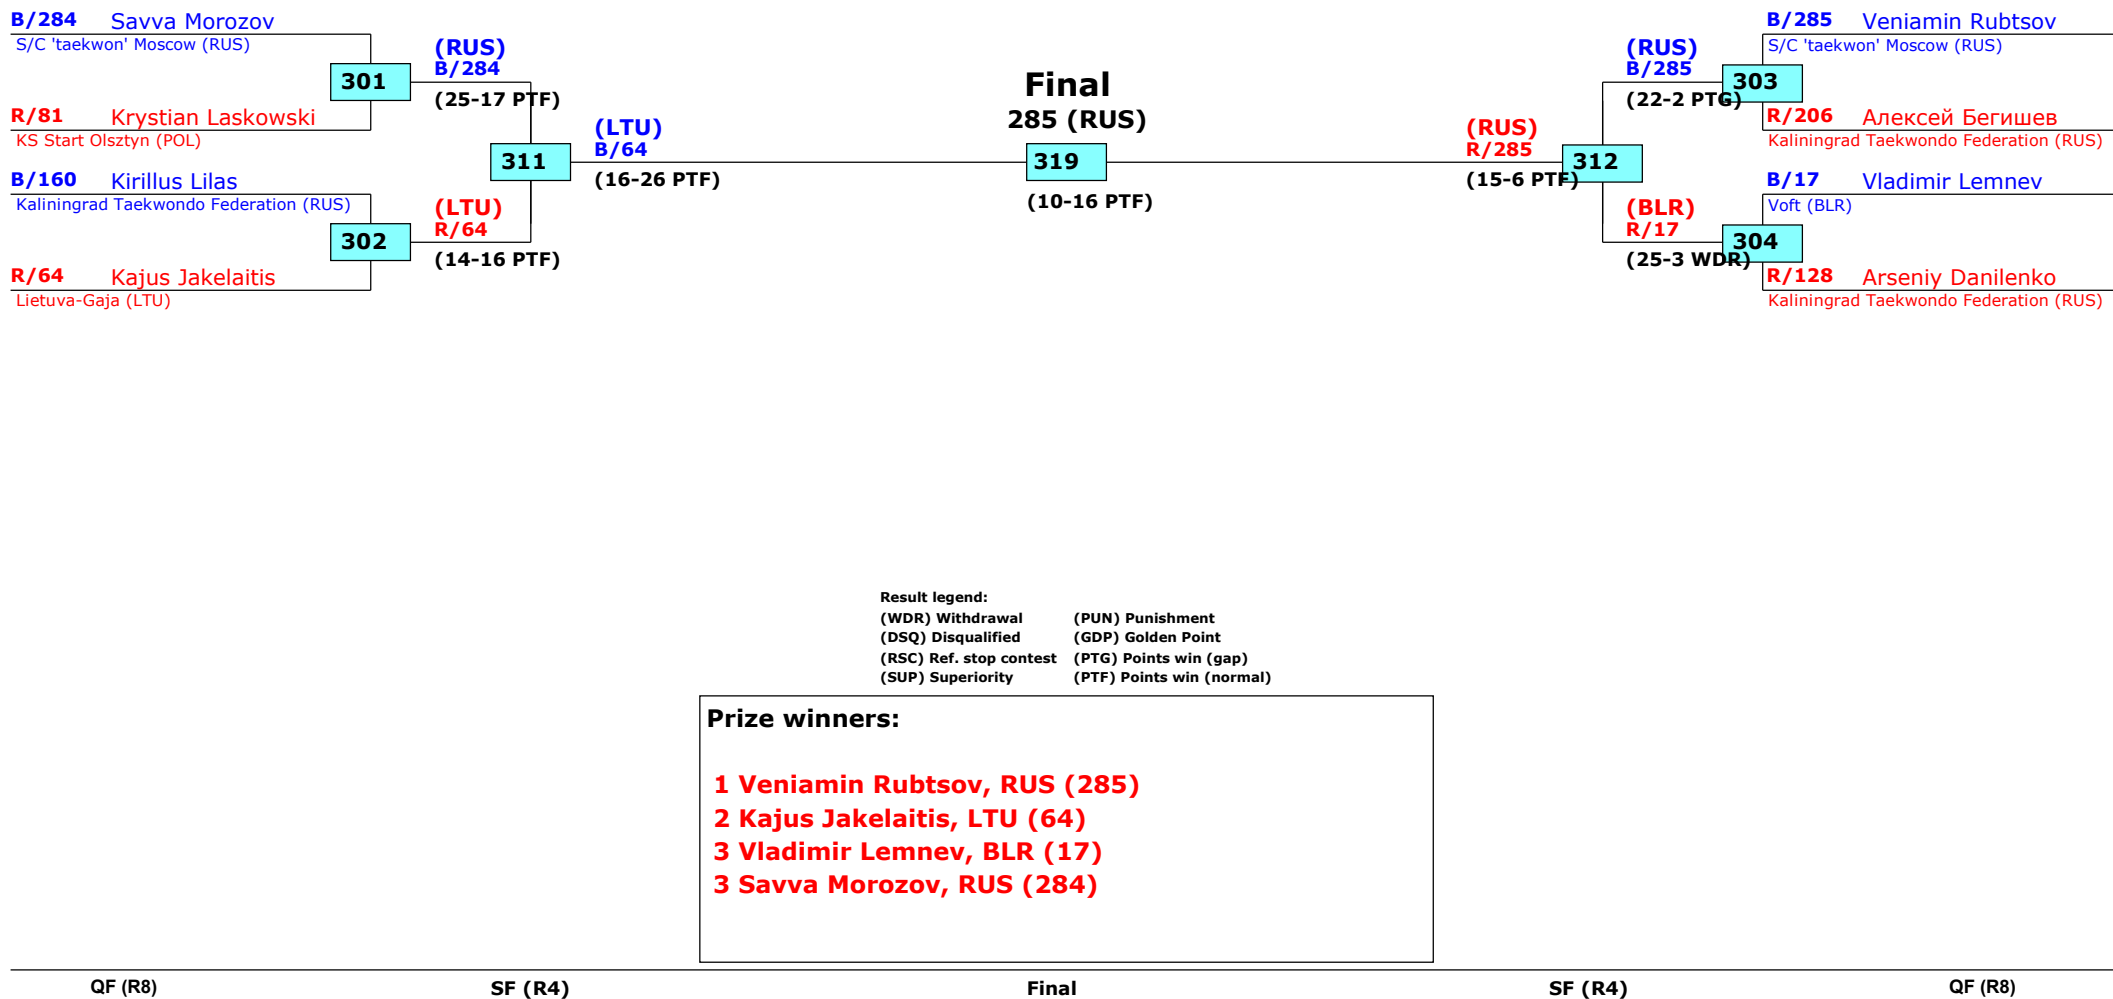 B/284 Savva Morozov
S/C 'taekwon' Moscow (RUS)
301
R/81 Krystian Laskowski
KS Start Olsztyn (POL)
B/160 Kirillus Lilas
Kaliningrad Taekwondo Federation (RUS)
302
R/64 Kajus Jakelaitis
Lietuva-Gaja (LTU)
(RUS)
B/284
(25-17 PTF)
311
(LTU)
R/64
(14-16 PTF)
(LTU)
B/64
(16-26 PTF)
Final
285 (RUS)
319
(10-16 PTF)
(RUS)
R/285
(15-6 PTF)
312
(RUS)
B/285
(22-2 PTG)
(BLR)
R/17
(25-3 WDR)
B/285 Veniamin Rubtsov
S/C 'taekwon' Moscow (RUS)
303
R/206 Алексей Бегишев
Kaliningrad Taekwondo Federation (RUS)
B/17 Vladimir Lemnev
Voft (BLR)
304
R/128 Arseniy Danilenko
Kaliningrad Taekwondo Federation (RUS)
Result legend:
(WDR) Withdrawal (PUN) Punishment
(DSQ) Disqualified (GDP) Golden Point
(RSC) Ref. stop contest (PTG) Points win (gap)
(SUP) Superiority (PTF) Points win (normal)
Prize winners:
1 Veniamin Rubtsov, RUS (285)
2 Kajus Jakelaitis, LTU (64)
3 Vladimir Lemnev, BLR (17)
3 Savva Morozov, RUS (284)
QF (R8) SF (R4) Final SF (R4) QF (R8)